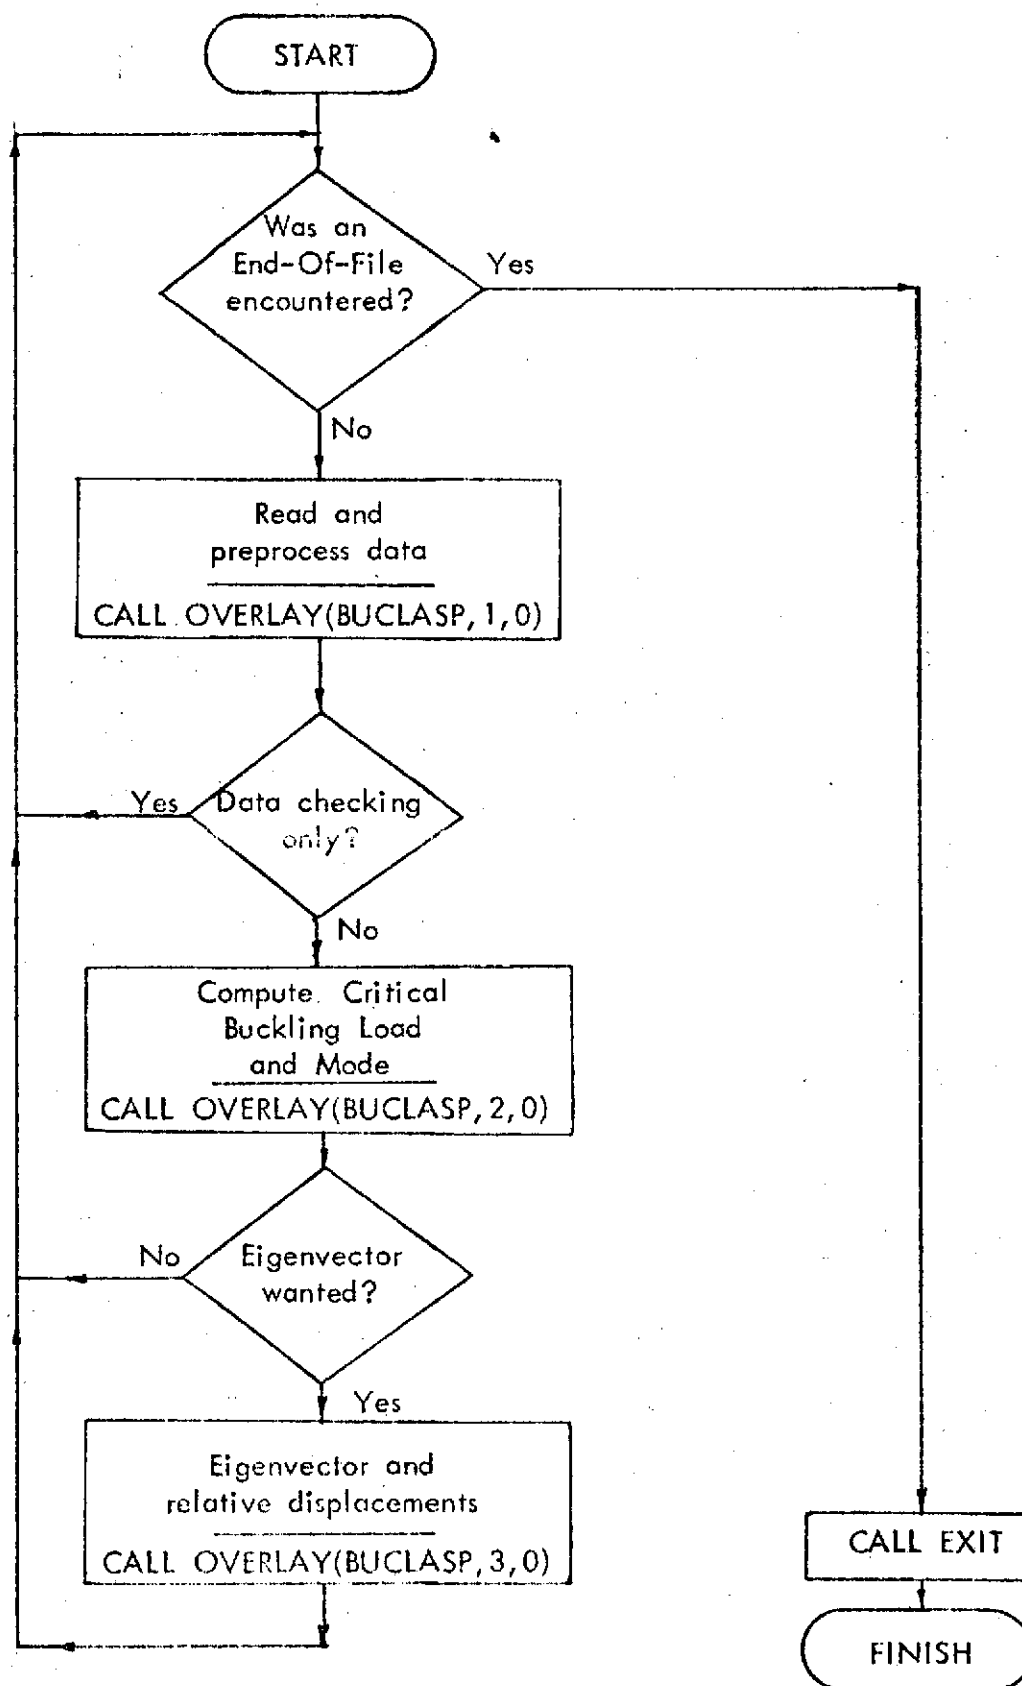 START
Was an
End-Of-File
encountered?
Yes
No
Read and
preprocess data
CALL OVERLAY(BUCLASP, 1, 0)
Yes
Data checking
only?
No
Compute Critical
Buckling Load
and Mode
CALL OVERLAY(BUCLASP, 2, 0)
No
Eigenvector
wanted?
Yes
Eigenvector and
relative displacements
CALL OVERLAY(BUCLASP, 3, 0)
CALL EXIT
FINISH